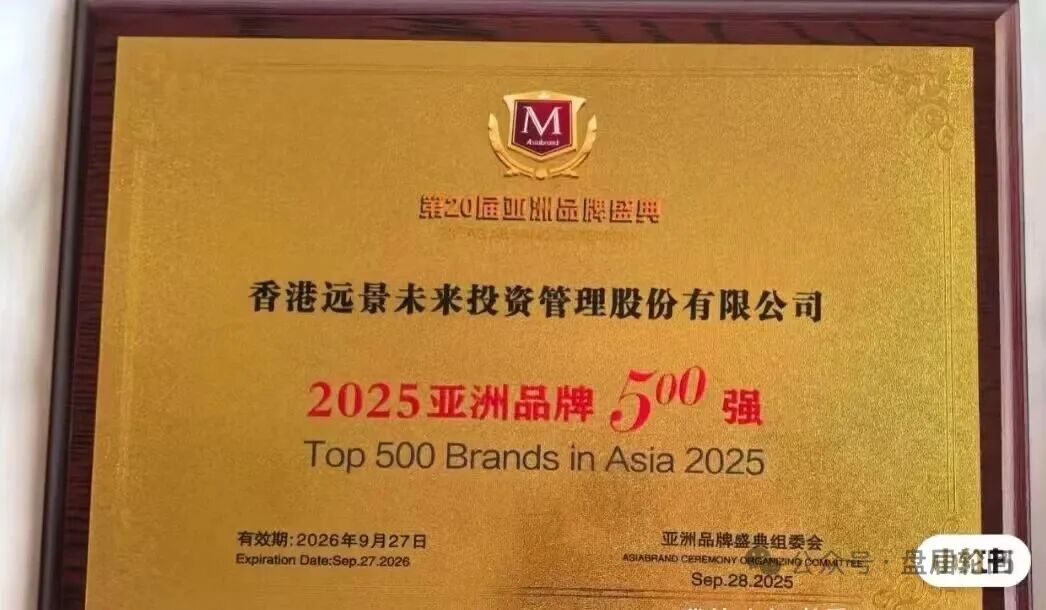 M
Asiabrand
第20届亚洲品牌盛典
香港远景未来投资管理股份有限公司
2025亚洲品牌500强
Top 500 Brands in Asia 2025
有效期:2026年9月27日
Expiration Date:Sep.27.2026
亚洲品牌盛典组委会
ASIABRAND CEREMONY ORGANIZING COMMITTEE
Sep.28.2025
公众号